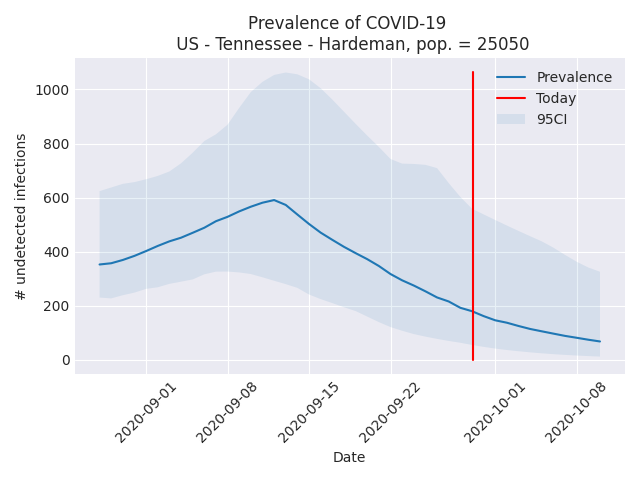 Prevalence of COVID-19
US - Tennessee - Hardeman, pop. = 25050
Prevalence
Today
95CI
# undetected infections
1000
800
600
400
200
0
2020-09-01
2020-09-08
2020-09-15
2020-09-22
2020-10-01
2020-10-08
Date